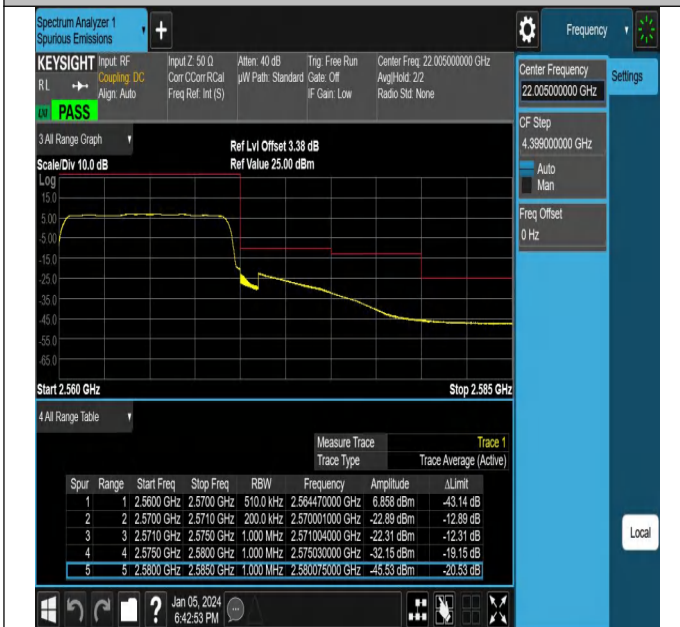 Spectrum Analyzer 1
Spurious Emissions
+
Frequency
KEYSIGHT Input: RF Input Z: 50 Ω Atten: 40 dB Trig: Free Run Center Freq: 22.005000000 GHz
RL Coupling: DC Corr CCorr RCal µW Path: Standard Gate: Off Avg|Hold: 2/2
Align: Auto Freq Ref: Int (S) IF Gain: Low Radio Std: None
PASS
Center Frequency
22.005000000 GHz
Settings
CF Step
4.399000000 GHz
Auto
Man
Freq Offset
0 Hz
3 All Range Graph
Ref Lvl Offset 3.38 dB
Scale/Div 10.0 dB Ref Value 25.00 dBm
Log
15.0
5.00
-5.00
-15.0
-25.0
-35.0
-45.0
-55.0
-65.0
Start 2.560 GHz Stop 2.585 GHz
4 All Range Table
Measure Trace Trace 1
Trace Type Trace Average (Active)
Spur Range Start Freq Stop Freq RBW Frequency Amplitude ΔLimit
1 1 2.5600 GHz 2.5700 GHz 510.0 kHz 2.564470000 GHz 6.858 dBm -43.14 dB
2 2 2.5700 GHz 2.5710 GHz 200.0 kHz 2.570001000 GHz -22.89 dBm -12.89 dB
3 3 2.5710 GHz 2.5750 GHz 1.000 MHz 2.571004000 GHz -22.31 dBm -12.31 dB
4 4 2.5750 GHz 2.5800 GHz 1.000 MHz 2.575030000 GHz -32.15 dBm -19.15 dB
5 5 2.5800 GHz 2.5850 GHz 1.000 MHz 2.580075000 GHz -45.53 dBm -20.53 dB
Local
?
Jan 05, 2024
6:42:53 PM